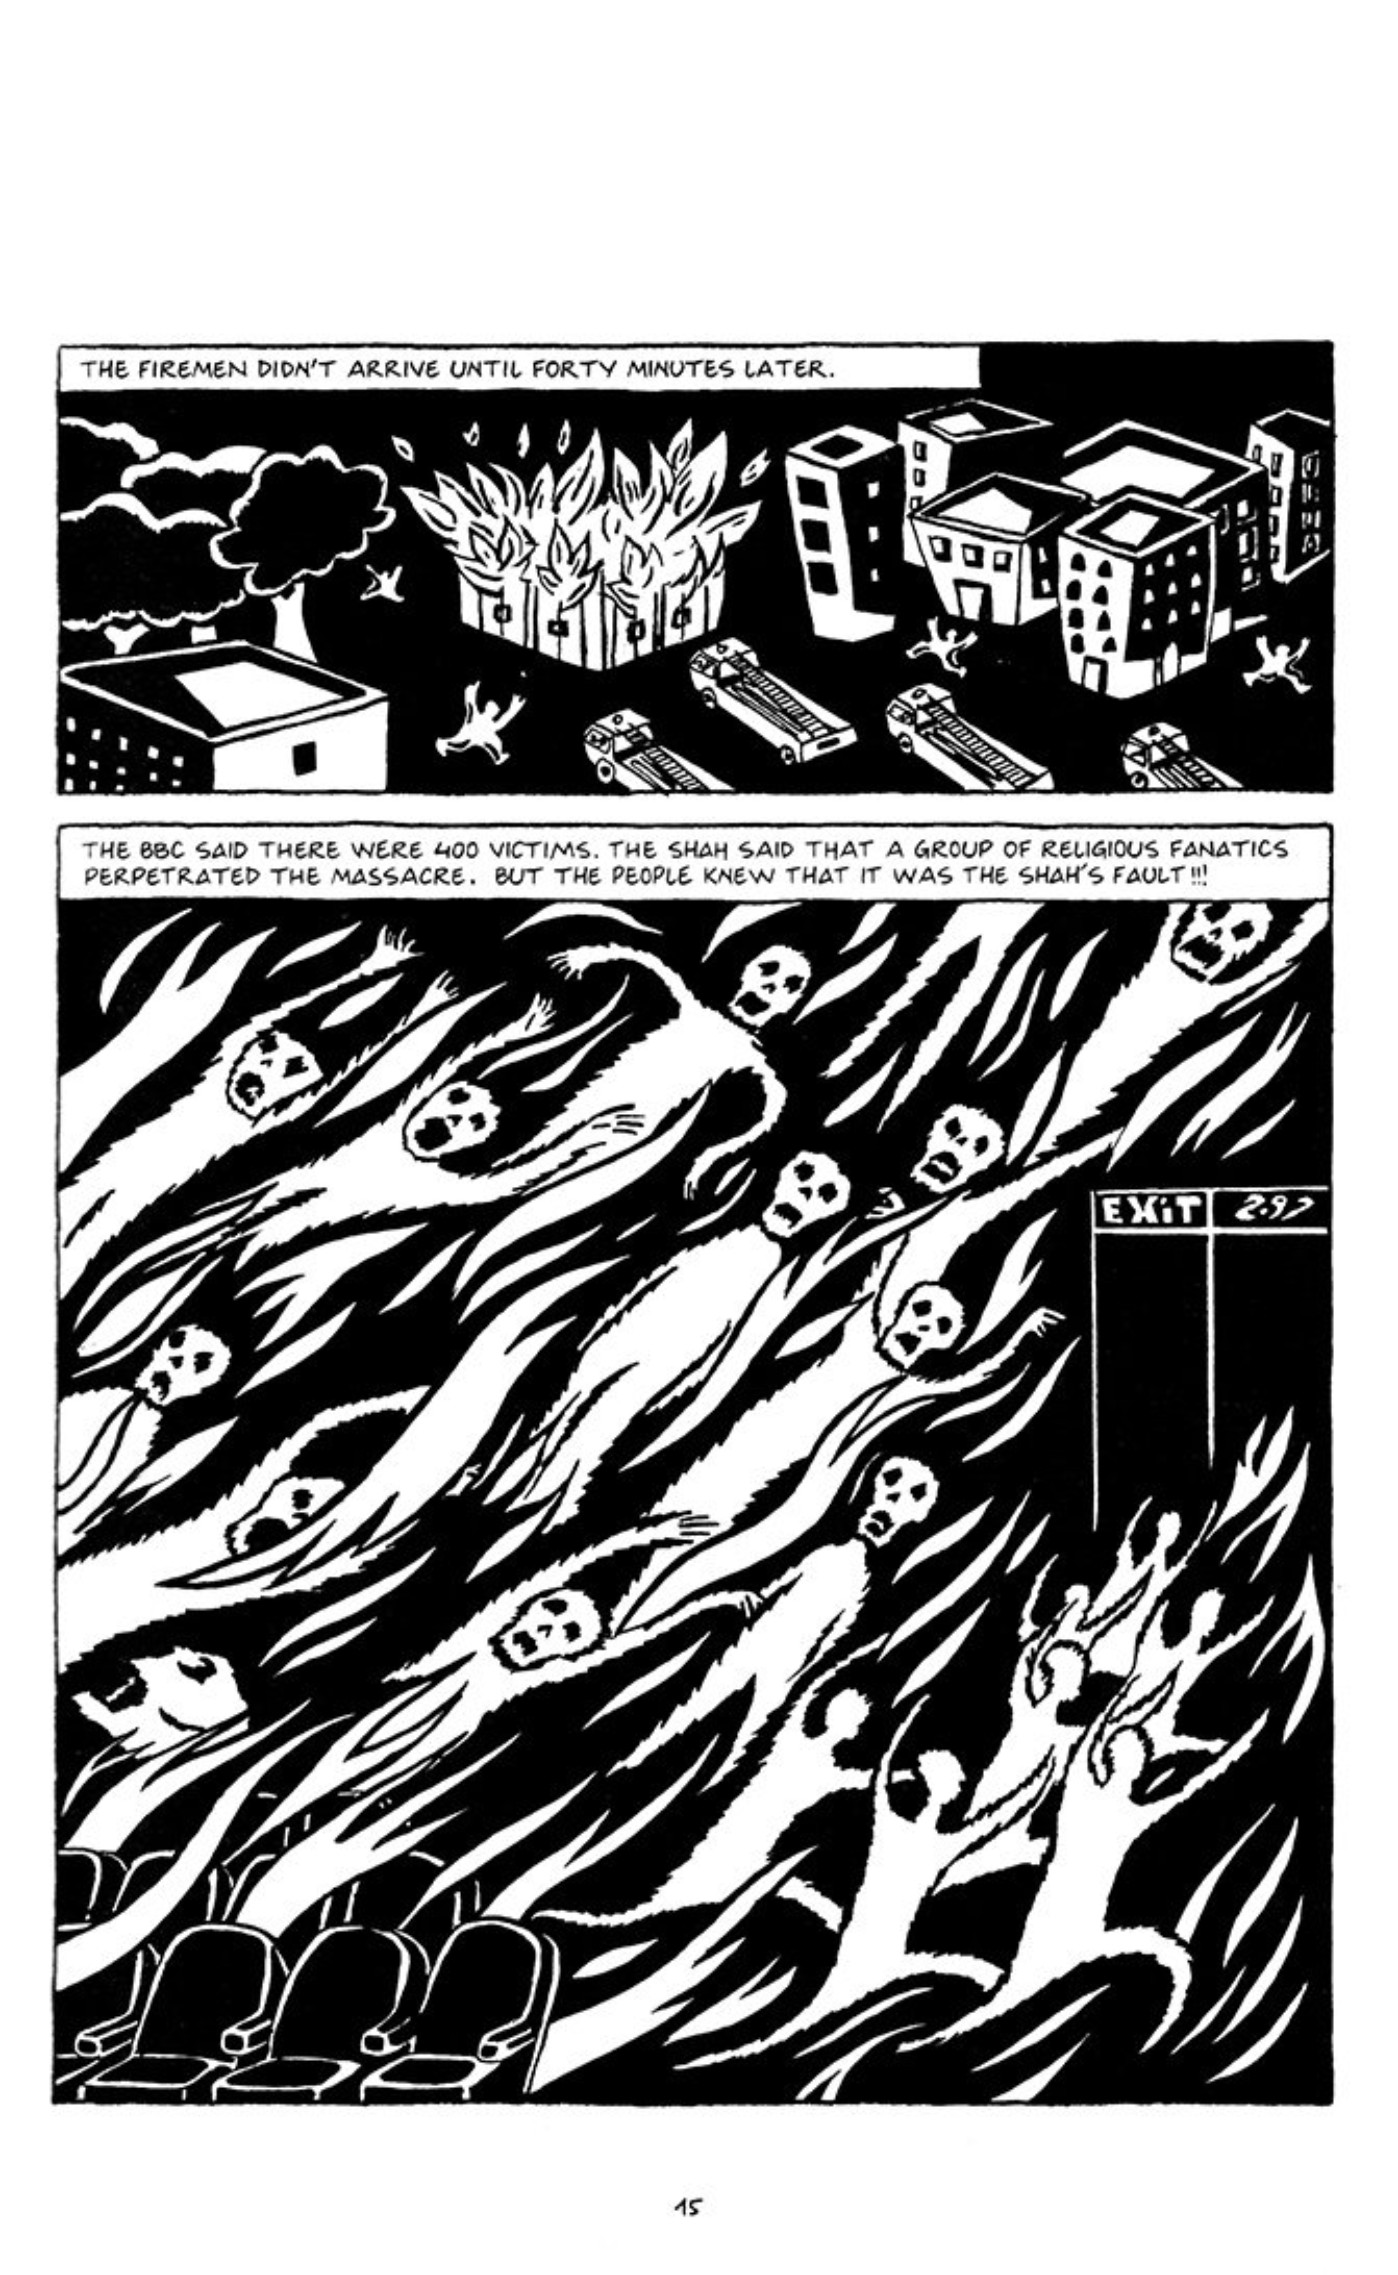 THE FIREMEN DIDN'T ARRIVE UNTIL FORTY MINUTES LATER.
THE BBC SAID THERE WERE 400 VICTIMS. THE SHAH SAID THAT A GROUP OF RELIGIOUS FANATICS
PERPETRATED THE MASSACRE. BUT THE PEOPLE KNEW THAT IT WAS THE SHAH'S FAULT!!!
EXIT
15